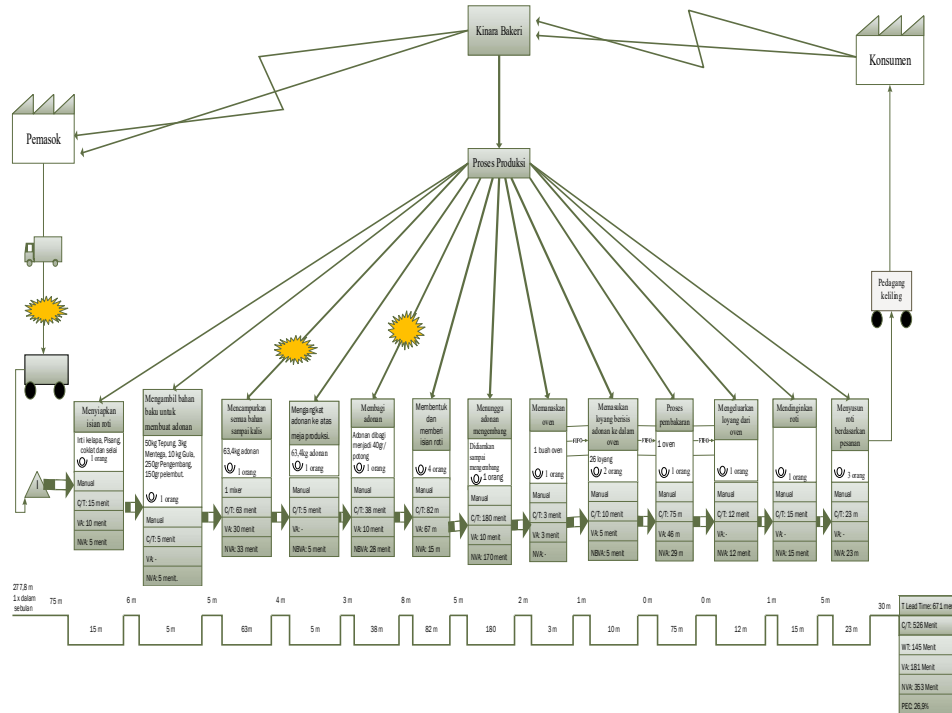 Kinara Bakeri
Konsumen
Pemasok
Proses Produksi
Pedagang
keliling
I
Menyiapkan
isian roti
Inti kelapa, Pisang,
coklat dan selai
1 orang
Manual
C/T: 15 menit
VA: 10 menit
NVA: 5 menit
Mengambil bahan
baku untuk
membuat adonan
50kg Tepung, 3kg
Mentega, 10 kg Gula,
250gr Pengembang,
150gr pelembut.
1 orang
Manual
C/T: 5 menit
VA: -
NVA: 5 menit.
Mencampurkan
semua bahan
sampai kalis
63,4kg adonan
1 orang
1 mixer
C/T: 63 menit
VA: 30 menit
NVA: 33 menit
Mengangkat
adonan ke atas
meja produksi.
63,4kg adonan
1 orang
Manual
C/T: 5 menit
VA: -
NBVA: 5 menit
Membagi
adonan
Adonan dibagi
menjadi 40gr/
potong
1 orang
Manual
C/T: 38 menit
VA: 10 menit
NBVA: 28 menit
Membentuk
dan
memberi
isian roti
4 orang
Manual
C/T: 82 m
VA: 67 m
NVA: 15 m
Menunggu
adonan
mengembang
Didiamkan
sampai
mengembang
1 orang
Manual
C/T: 180 menit
VA: 10 menit
NVA: 170 menit
Memanaskan
oven
1 buah oven
1 orang
Manual
C/T: 3 menit
VA: 3 menit
NVA: -
FIFO
Memasukan
loyang berisis
adonan ke dalam
oven
26 loyang
2 orang
Manual
C/T: 10 menit
VA: 5 menit
NBVA: 5 menit
FIFO
Proses
pembakaran
1 oven
1 orang
Manual
C/T: 75 m
VA: 46 m
NVA: 29 m
FIFO
Mengeluarkan
loyang dari
oven
1 orang
Manual
C/T: 12 menit
VA: -
NVA: 12 menit
Mendinginkan
roti
1 orang
Manual
C/T: 15 menit
VA: -
NVA: 15 menit
Menyusun
roti
berdasarkan
pesanan
3 orang
Manual
C/T: 23 m
VA: -
NVA: 23 m
277,8 m
1 x dalam
sebulan
75 m
6 m
5 m
4 m
3 m
8 m
5 m
2 m
1 m
0 m
0 m
1 m
5 m
30 m
15 m
5 m
63m
5 m
38 m
82 m
180
3 m
10 m
75 m
12 m
15 m
23 m
T Lead Time: 671 men
C/T: 526 Menit
WT: 145 Menit
VA: 181 Menit
NVA: 353 Menit
PEC: 26,9%